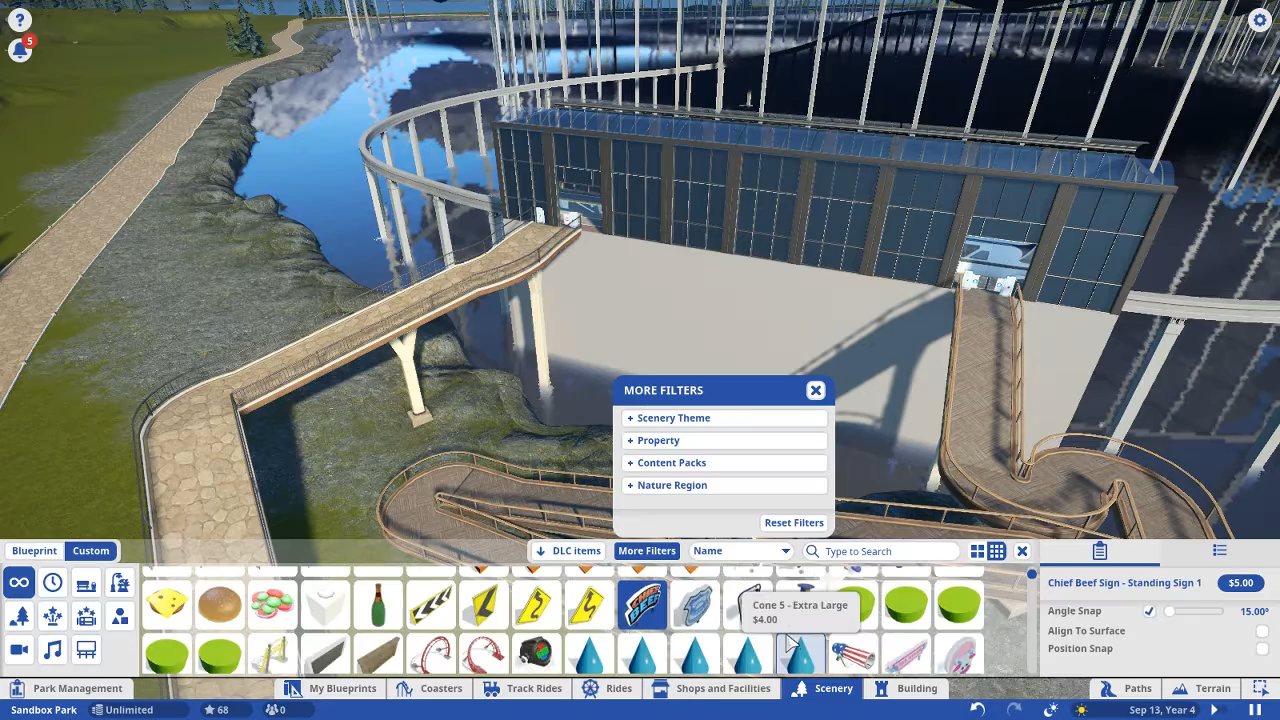 ?
5
MORE FILTERS
+ Scenery Theme
+ Property
+ Content Packs
+ Nature Region
Reset Filters
Blueprint
Custom
DLC items
More Filters
Name
Type to Search
Chief Beef Sign - Standing Sign 1
$5.00
Angle Snap
15.00°
Align To Surface
Position Snap
Cone 5 - Extra Large
$4.00
Park Management
My Blueprints
Coasters
Track Rides
Rides
Shops and Facilities
Scenery
Building
Paths
Terrain
Sandbox Park
Unlimited
68
0
Sep 13, Year 4